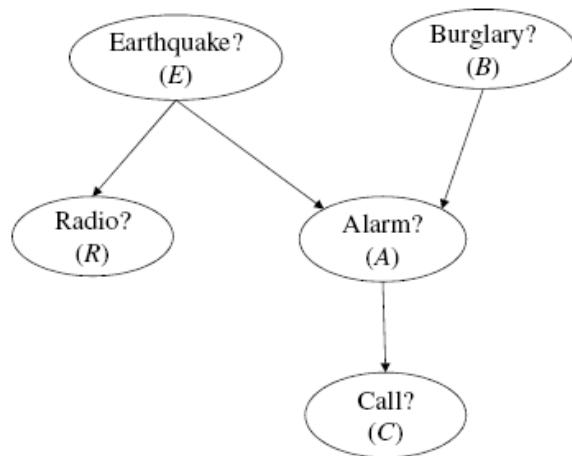 Earthquake?
(E)
Burglary?
(B)
Radio?
(R)
Alarm?
(A)
Call?
(C)